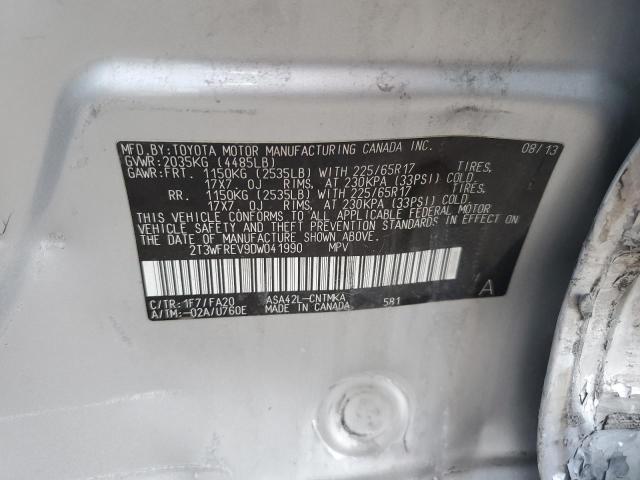 MFD.BY:TOYOTA MOTOR MANUFACTURING CANADA INC. 08/13
GVWR:2035KG (4485LB)
GAWR:FRT. 1150KG (2535LB) WITH 225/65R17 TIRES,
17X7.0J RIMS, AT 230KPA (33PSI) COLD.
RR. 1150KG (2535LB) WITH 225/65R17 TIRES,
17X7.0J RIMS, AT 230KPA (33PSI) COLD.
THIS VEHICLE CONFORMS TO ALL APPLICABLE FEDERAL MOTOR
VEHICLE SAFETY AND THEFT PREVENTION STANDARDS IN EFFECT ON
THE DATE OF MANUFACTURE SHOWN ABOVE.
2T3WFREV9DW041990 MPV
C/TR:1F7/FA20 ASA42L-CNTMKA 581
A/TM:-02A/U760E MADE IN CANADA A